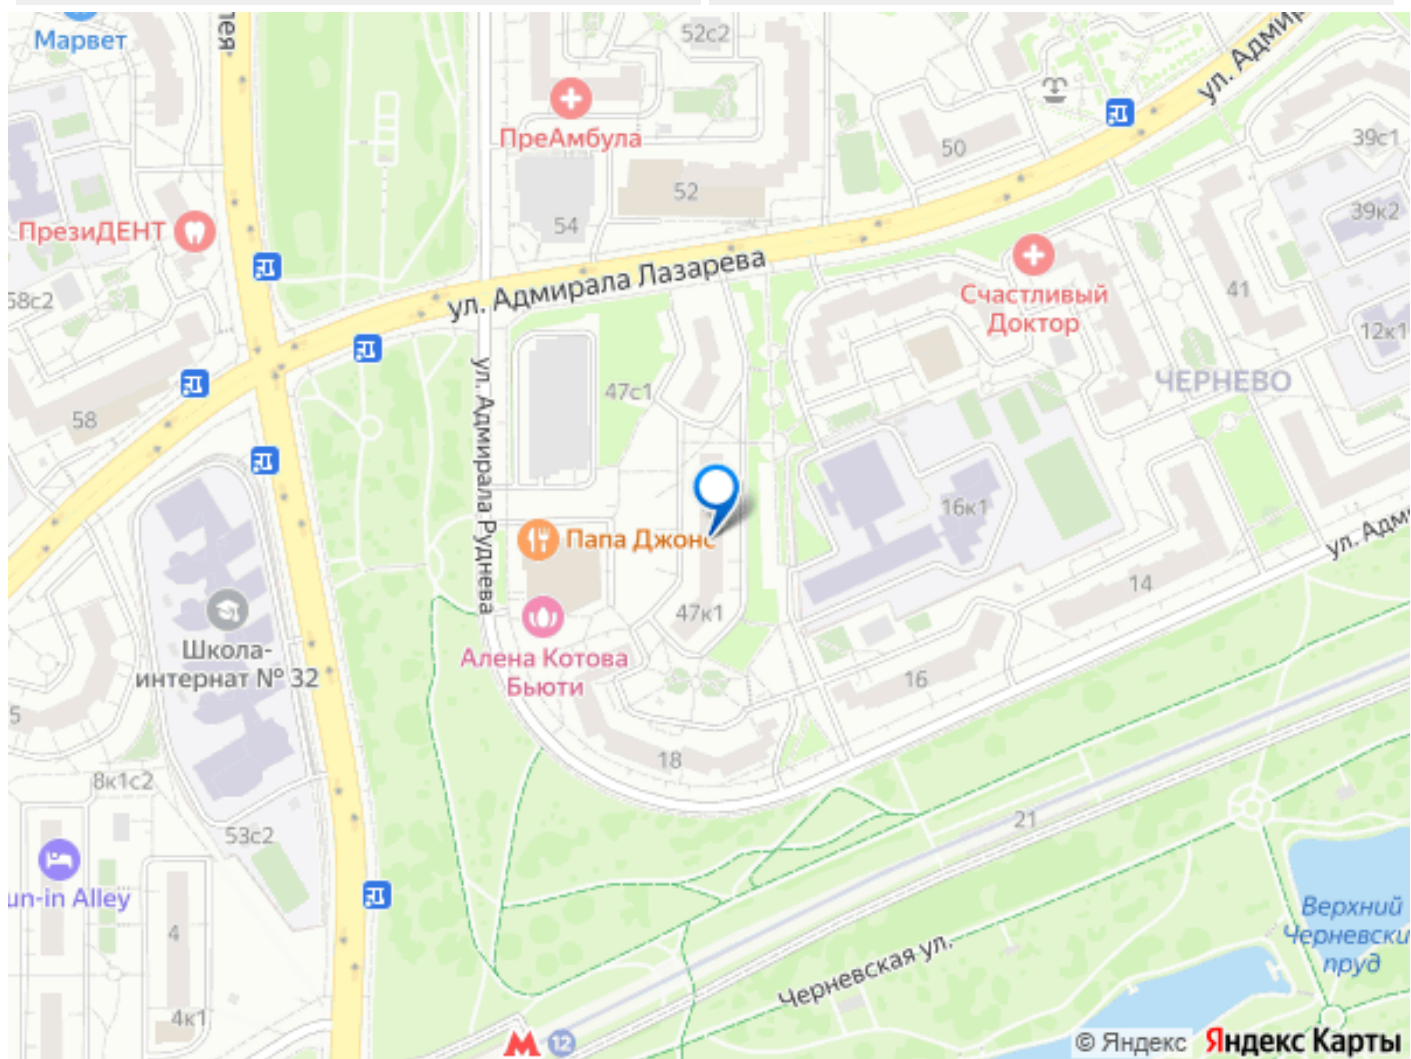 Марвет
лея
52с2
ул. Адмир
ПреАмбула
50
39с1
52
39к2
ПрезиДЕНТ
54
58с2
ул. Адмирала Лазарева
Счастливый
Доктор
41
12к1
ул. Адмирала Руднева
47с1
ЧЕРНЕВО
58
16к1
Папа Джонс
ул. Адми
14
47к1
Школа-
интернат № 32
Алена Котова
Бьюти
16
5
18
8к1с2
21
53с2
un-in Alley
Верхний
Черневски
пруд
4
Черневская ул.
4к1
М 12
© Яндекс Яндекс Карты